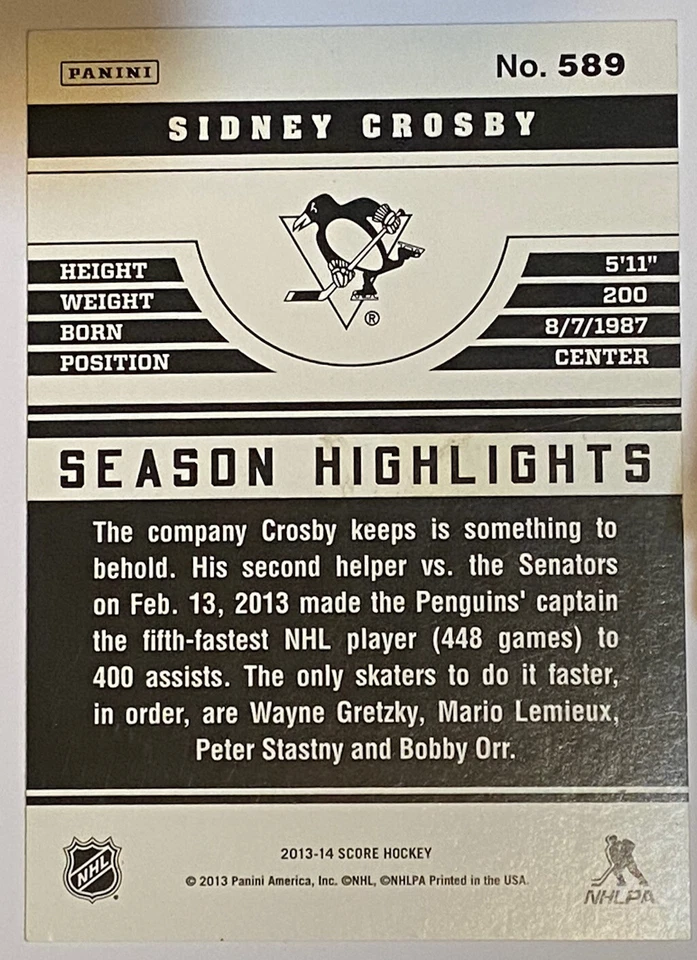 PANINI
No. 589
SIDNEY CROSBY
®
HEIGHT 5'11"
WEIGHT 200
BORN 8/7/1987
POSITION CENTER
SEASON HIGHLIGHTS
The company Crosby keeps is something to
behold. His second helper vs. the Senators
on Feb. 13, 2013 made the Penguins' captain
the fifth-fastest NHL player (448 games) to
400 assists. The only skaters to do it faster,
in order, are Wayne Gretzky, Mario Lemieux,
Peter Stastny and Bobby Orr.
NHL
2013-14 SCORE HOCKEY
© 2013 Panini America, Inc. ©NHL, ©NHLPA Printed in the USA.
NHLPA